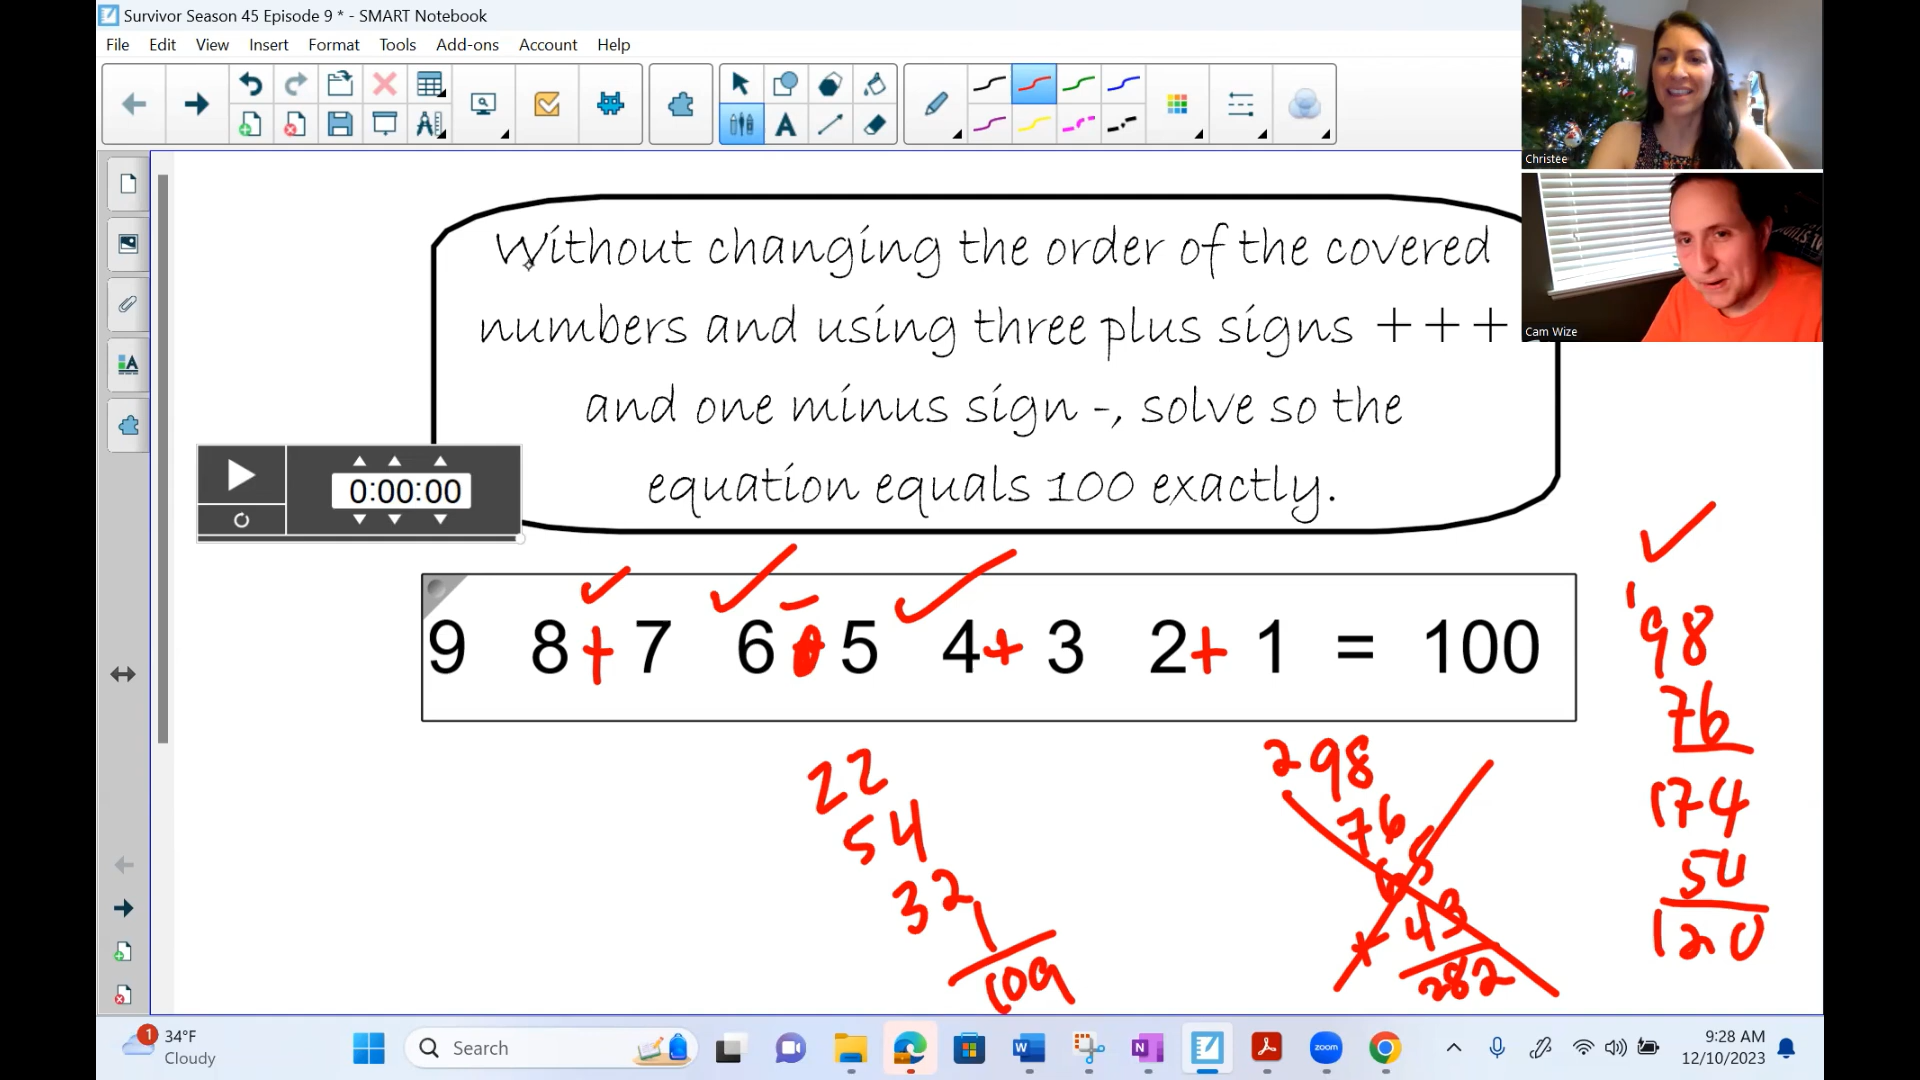 Survivor Season 45 Episode 9 * - SMART Notebook
File Edit View Insert Format Tools Add-ons Account Help
Christee
Cam Wize
Without changing the order of the covered
numbers and using three plus signs +++
and one minus sign -, solve so the
equation equals 100 exactly.
0:00:00
9 8 + 7 6 - 5 4 + 3 2 + 1 = 100
22
54
32
1
109
298
76
65
+ 43
282
1
98
76
174
54
120
1
34°F
Cloudy
Search
zoom
9:28 AM
12/10/2023